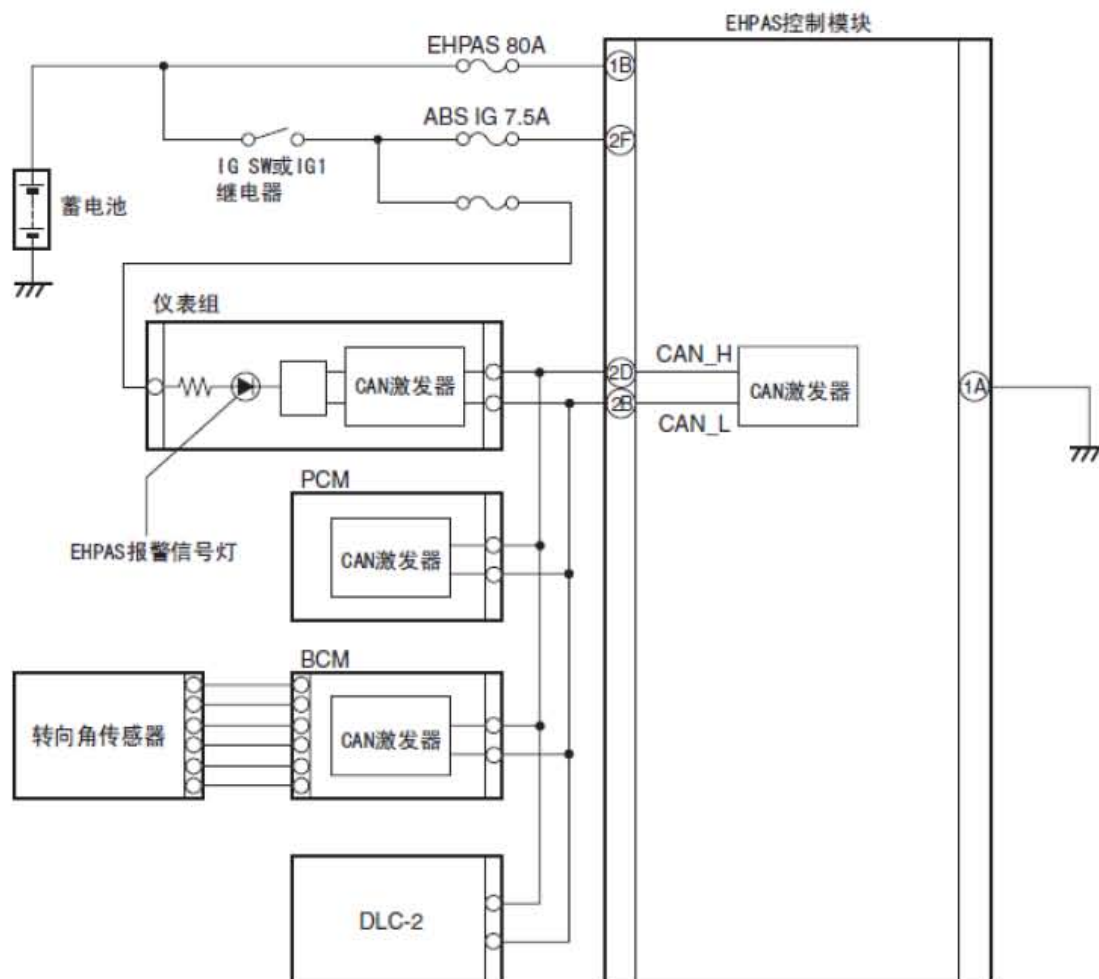 EHPAS控制模块
EHPAS 80A
1B
ABS IG 7.5A
2F
IG SW或IG1
继电器
蓄电池
仪表组
CAN激发器
2D
CAN_H
CAN激发器
1A
2B
CAN_L
PCM
CAN激发器
EHPAS报警信号灯
BCM
转向角传感器
CAN激发器
DLC-2